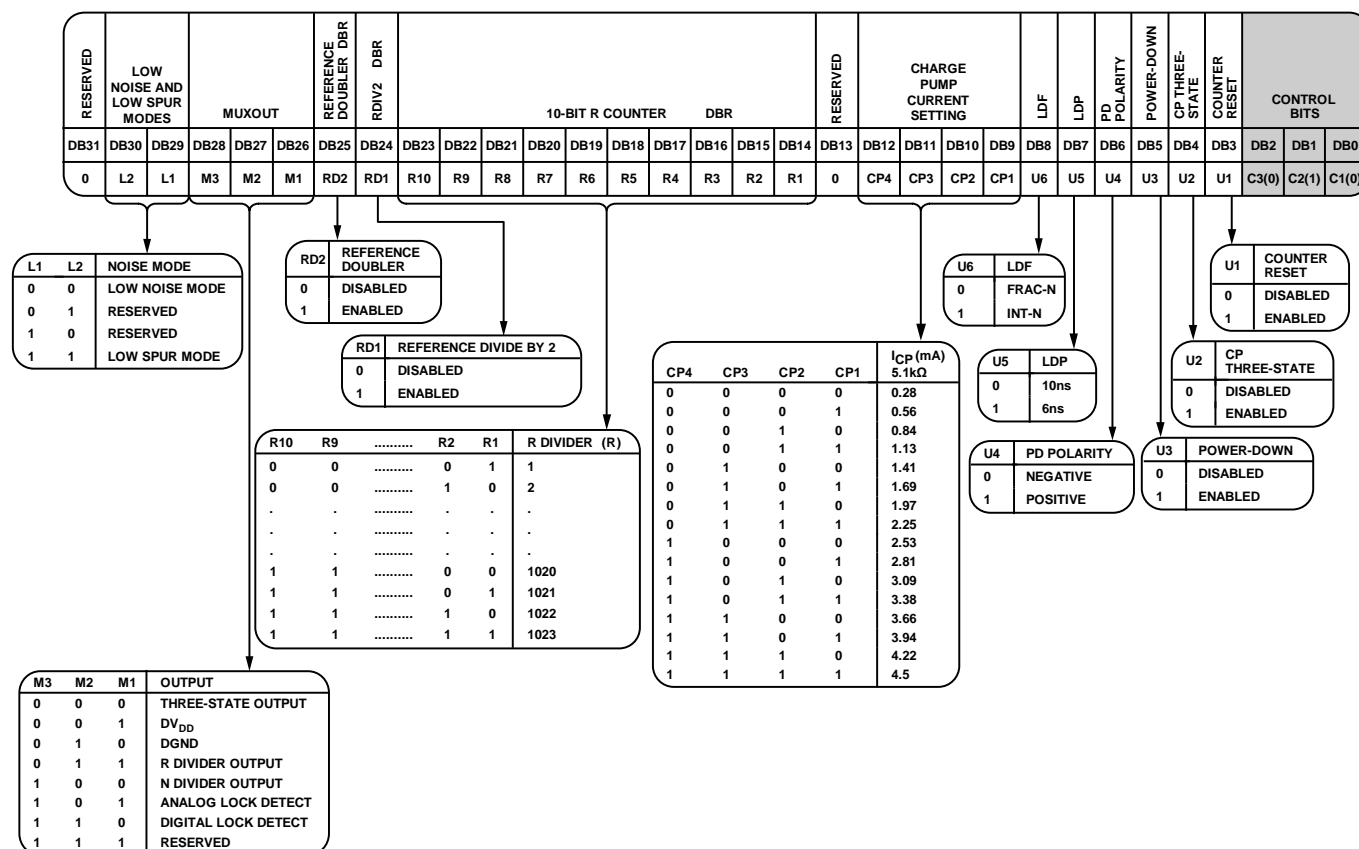 RESERVED
LOW NOISE AND LOW SPUR MODES
MUXOUT
REFERENCE DOUBLER DBR
RDIV2 DBR
10-BIT R COUNTER DBR
RESERVED
CHARGE PUMP CURRENT SETTING
LDF
LDP
PD POLARITY
POWER-DOWN
CP THREE-STATE
COUNTER RESET
CONTROL BITS
DB31 DB30 DB29 DB28 DB27 DB26 DB25 DB24 DB23 DB22 DB21 DB20 DB19 DB18 DB17 DB16 DB15 DB14 DB13 DB12 DB11 DB10 DB9 DB8 DB7 DB6 DB5 DB4 DB3 DB2 DB1 DB0
0 L2 L1 M3 M2 M1 RD2 RD1 R10 R9 R8 R7 R6 R5 R4 R3 R2 R1 0 CP4 CP3 CP2 CP1 U6 U5 U4 U3 U2 U1 C3(0) C2(1) C1(0)
L1 L2 NOISE MODE
0 0 LOW NOISE MODE
0 1 RESERVED
1 0 RESERVED
1 1 LOW SPUR MODE
RD2 REFERENCE DOUBLER
0 DISABLED
1 ENABLED
RD1 REFERENCE DIVIDE BY 2
0 DISABLED
1 ENABLED
R10 R9 .......... R2 R1 R DIVIDER (R)
0 0 .......... 0 1 1
0 0 .......... 1 0 2
. . .......... . . .
. . .......... . . .
. . .......... . . .
1 1 .......... 0 0 1020
1 1 .......... 0 1 1021
1 1 .......... 1 0 1022
1 1 .......... 1 1 1023
CP4 CP3 CP2 CP1 ICP (mA) 5.1kΩ
0 0 0 0 0.28
0 0 0 1 0.56
0 0 1 0 0.84
0 0 1 1 1.13
0 1 0 0 1.41
0 1 0 1 1.69
0 1 1 0 1.97
0 1 1 1 2.25
1 0 0 0 2.53
1 0 0 1 2.81
1 0 1 0 3.09
1 0 1 1 3.38
1 1 0 0 3.66
1 1 0 1 3.94
1 1 1 0 4.22
1 1 1 1 4.5
U6 LDF
0 FRAC-N
1 INT-N
U5 LDP
0 10ns
1 6ns
U4 PD POLARITY
0 NEGATIVE
1 POSITIVE
U1 COUNTER RESET
0 DISABLED
1 ENABLED
U2 CP THREE-STATE
0 DISABLED
1 ENABLED
U3 POWER-DOWN
0 DISABLED
1 ENABLED
M3 M2 M1 OUTPUT
0 0 0 THREE-STATE OUTPUT
0 0 1 DVDD
0 1 0 DGND
0 1 1 R DIVIDER OUTPUT
1 0 0 N DIVIDER OUTPUT
1 0 1 ANALOG LOCK DETECT
1 1 0 DIGITAL LOCK DETECT
1 1 1 RESERVED